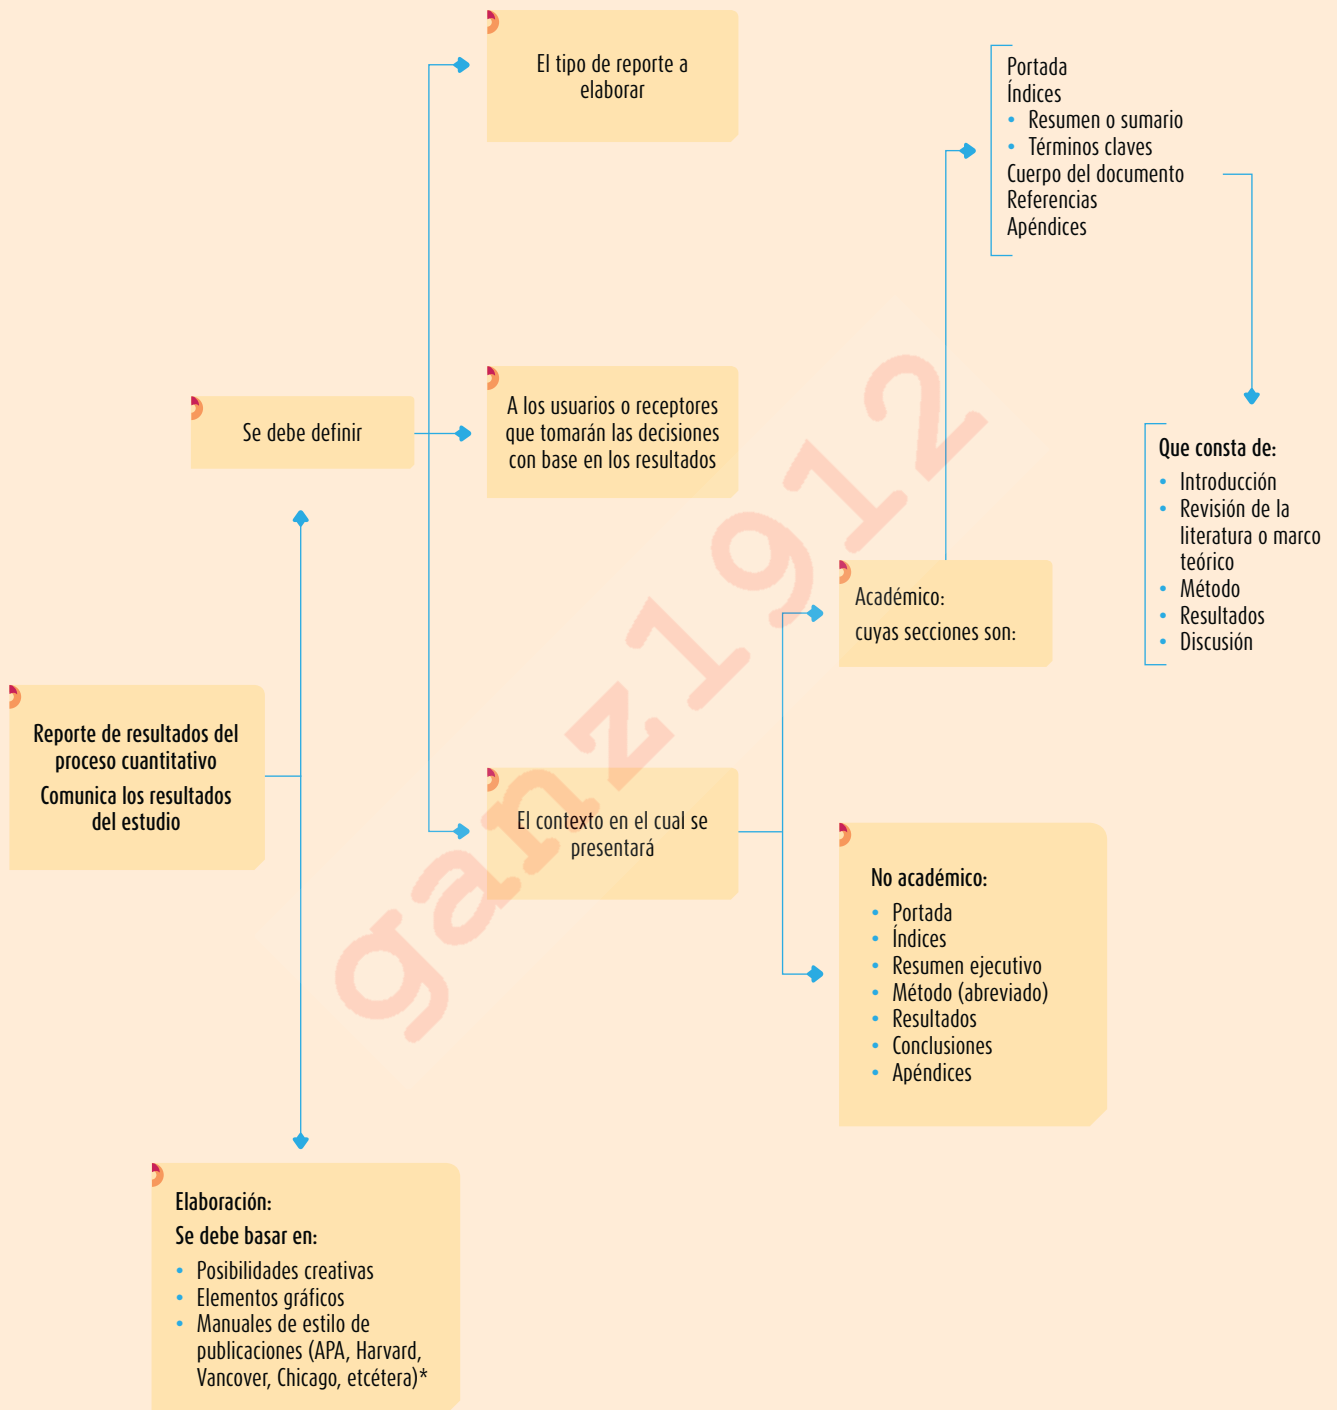 El tipo de reporte a
elaborar
Portada
Índices
• Resumen o sumario
• Términos claves
Cuerpo del documento
Referencias
Apéndices
Se debe definir
A los usuarios o receptores
que tomarán las decisiones
con base en los resultados
Que consta de:
• Introducción
• Revisión de la
literatura o marco
teórico
• Método
• Resultados
• Discusión
Académico:
cuyas secciones son:
Reporte de resultados del
proceso cuantitativo
Comunica los resultados
del estudio
El contexto en el cual se
presentará
No académico:
• Portada
• Índices
• Resumen ejecutivo
• Método (abreviado)
• Resultados
• Conclusiones
• Apéndices
Elaboración:
Se debe basar en:
• Posibilidades creativas
• Elementos gráficos
• Manuales de estilo de
publicaciones (APA, Harvard,
Vancover, Chicago, etcétera)*
ganz1912